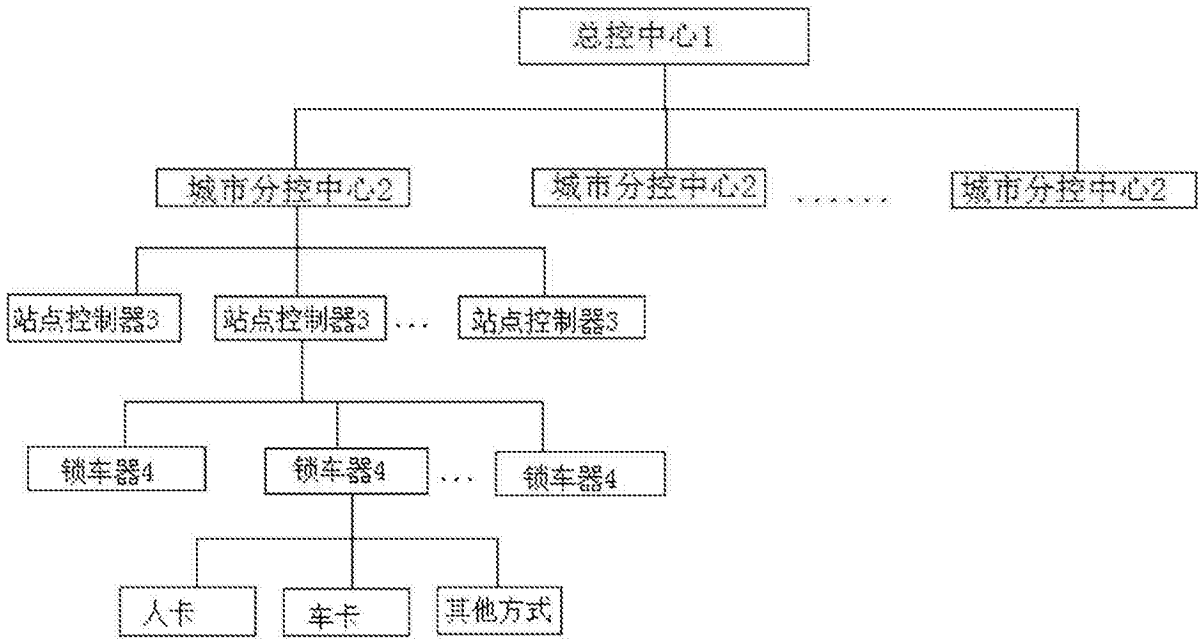 总控中心1
城市分控中心2 城市分控中心2 ...... 城市分控中心2
站点控制器3 站点控制器3 ... 站点控制器3
锁车器4 锁车器4 ... 锁车器4
人卡 车卡 其他方式